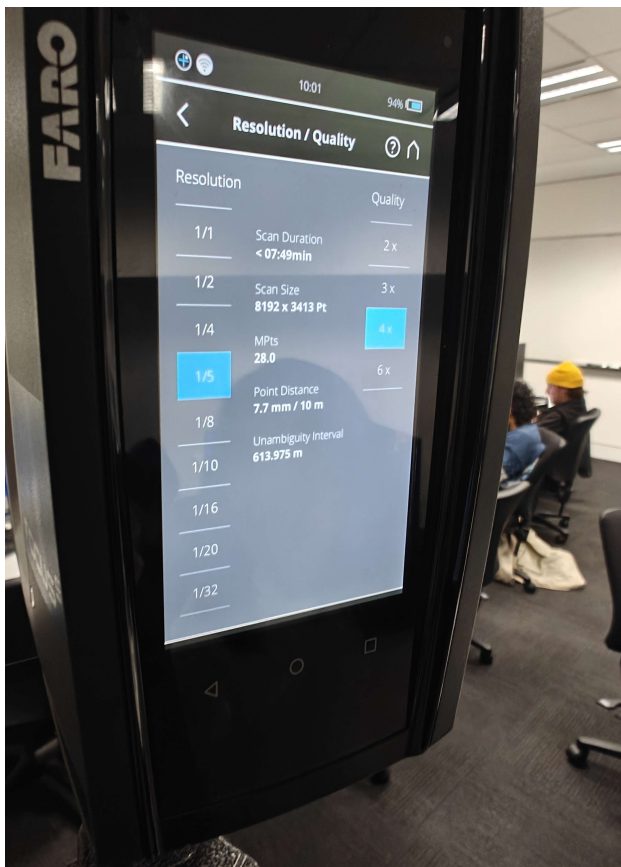 FARO
10:01
94%
Resolution / Quality
?
Resolution
1/1
1/2
1/4
1/5
1/8
1/10
1/16
1/20
1/32
Scan Duration
< 07:49min
Scan Size
8192 x 3413 Pt
MPts
28.0
Point Distance
7.7 mm / 10 m
Unambiguity Interval
613.975 m
Quality
2 x
3 x
4 x
6 x